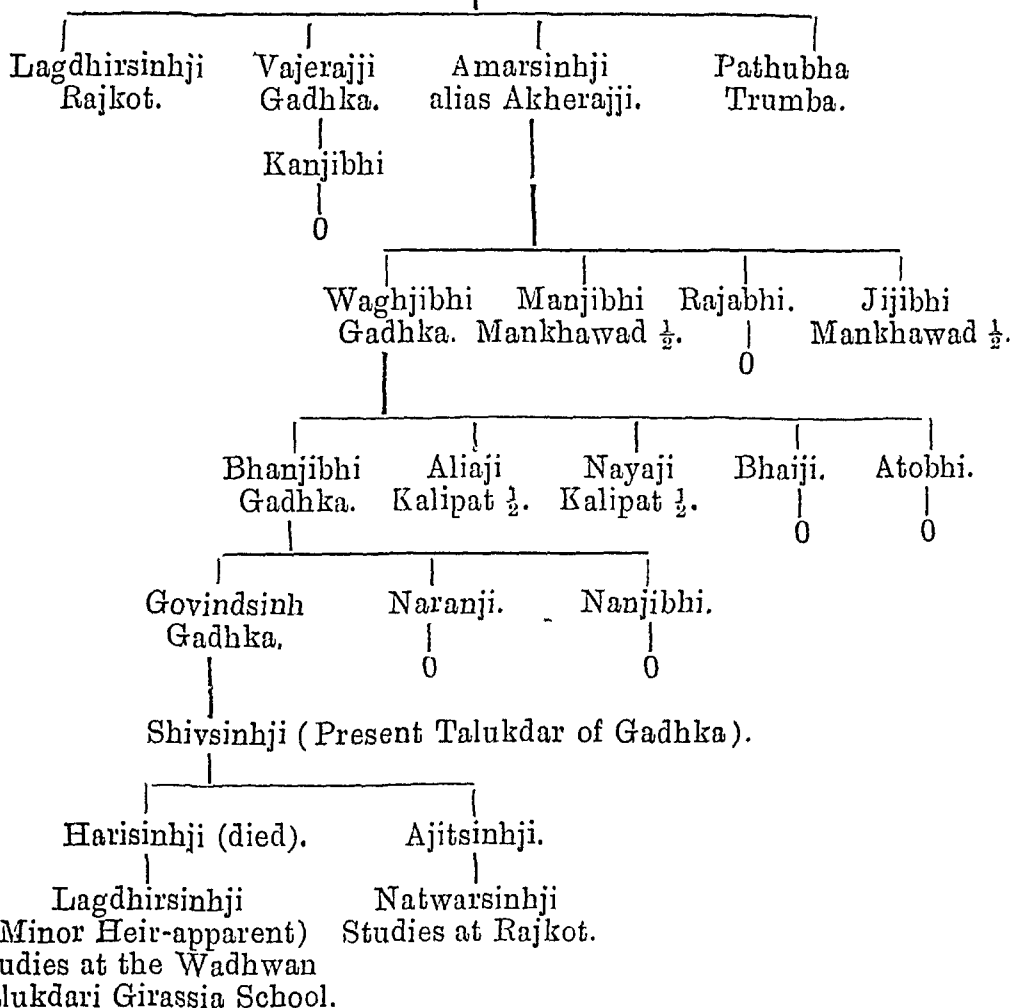 Lagdhirsinhji Vajerajji Amarsinhji Pathubha
Rajkot. Gadhka. alias Akherajji. Trumba.
Kanjibhi
0
Waghjibhi Manjibhi Rajabhi. Jijibhi
Gadhka. Mankhawad ½. Mankhawad ½.
0
Bhanjibhi Aliaji Nayaji Bhaiji. Atobhi.
Gadhka. Kalipat ½. Kalipat ½.
0 0
Govindsinh Naranji. Nanjibhi.
Gadhka.
0 0
Shivsinhji (Present Talukdar of Gadhka).
Harisinhji (died). Ajitsinhji.
Lagdhirsinhji Natwarsinhji
Minor Heir-apparent) Studies at Rajkot.
udies at the Wadhwan
lukdari Girassia School.